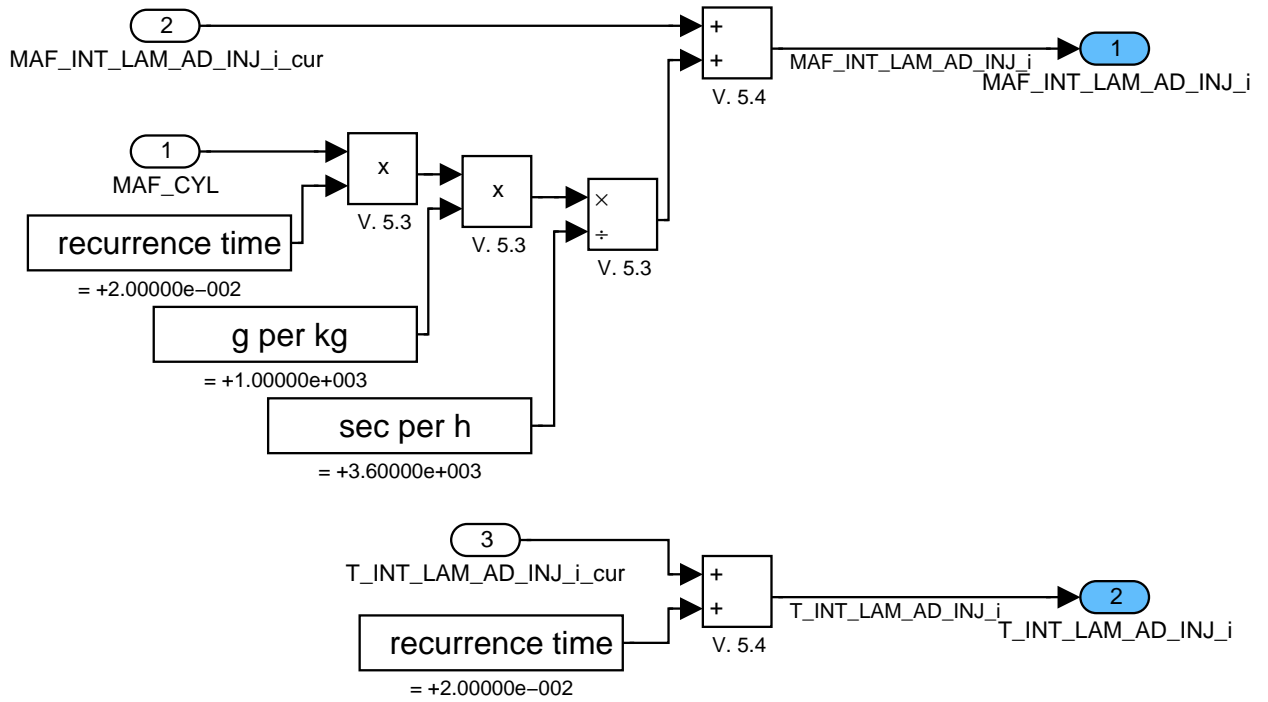 2
MAF_INT_LAM_AD_INJ_i_cur
+
+
V. 5.4
MAF_INT_LAM_AD_INJ_i
1
MAF_INT_LAM_AD_INJ_i
1
MAF_CYL
x
V. 5.3
x
V. 5.3
×
÷
V. 5.3
recurrence time
= +2.00000e−002
g per kg
= +1.00000e+003
sec per h
= +3.60000e+003
3
T_INT_LAM_AD_INJ_i_cur
+
+
V. 5.4
T_INT_LAM_AD_INJ_i
2
T_INT_LAM_AD_INJ_i
recurrence time
= +2.00000e−002